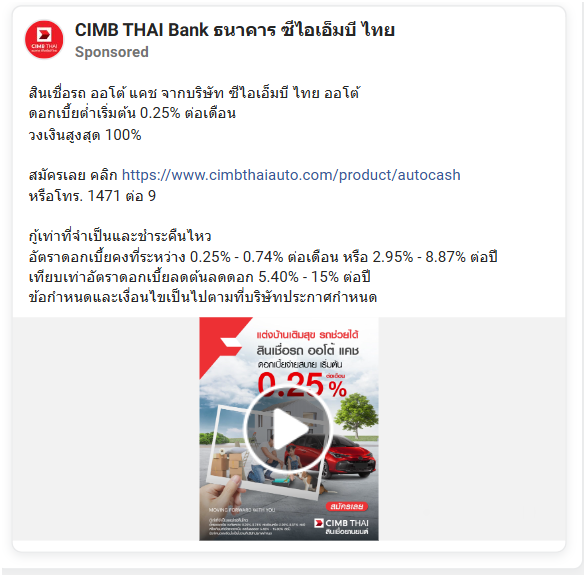 CIMB THAI Bank ธนาคาร ซีไอเอ็มบี ไทย
CIMB THAI
Sponsored
สินเชื่อรถ ออโต้ แคช จากบริษัท ซีไอเอ็มบี ไทย ออโต้
ดอกเบี้ยต่ำเริ่มต้น 0.25% ต่อเดือน
วงเงินสูงสุด 100%
สมัครเลย คลิก https://www.cimbthaiauto.com/product/autocash
หรือโทร. 1471 ต่อ 9
กู้เท่าที่จำเป็นและชำระคืนไหว
อัตราดอกเบี้ยคงที่ระหว่าง 0.25% - 0.74% ต่อเดือน หรือ 2.95% - 8.87% ต่อปี
เทียบเท่าอัตราดอกเบี้ยลดต้นลดดอก 5.40% - 15% ต่อปี
ข้อกำหนดและเงื่อนไขเป็นไปตามที่บริษัทประกาศกำหนด
แต่งบ้านเติมสุข รถช่วยได้
สินเชื่อรถ ออโต้ แคช
ดอกเบี้ยจ่ายสบาย เริ่มต้น
0.25% ต่อเดือน
สมัครเลย
MOVING FORWARD WITH YOU
CIMB THAI
สินเชื่อยานยนต์